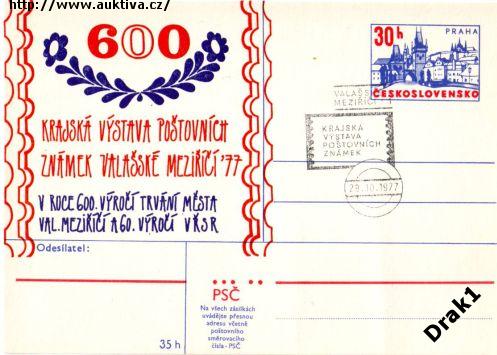 http://www.auktiva.cz/
600
KRAJSKÁ VÝSTAVA POŠTOVNÍCH
ZNÁMEK VALAŠSKÉ MEZIŘÍČÍ '77
V ROCE 600. VÝROČÍ TRVÁNÍ MĚSTA
VAL. MEZIŘÍČÍ A 60. VÝROČÍ VŘSR
PRAHA
30h
ČESKOSLOVENSKO
VALAŠSKÉ
MEZIŘÍČÍ 1
KRAJSKÁ
VÝSTAVA
POŠTOVNÍCH
ZNÁMEK
29.10.1977
Odesílatel:
PSČ
Na všech zásilkách
uvádějte přesnou
adresu včetně
poštovního
směrovacího
čísla - PSČ
35 h
Drak1